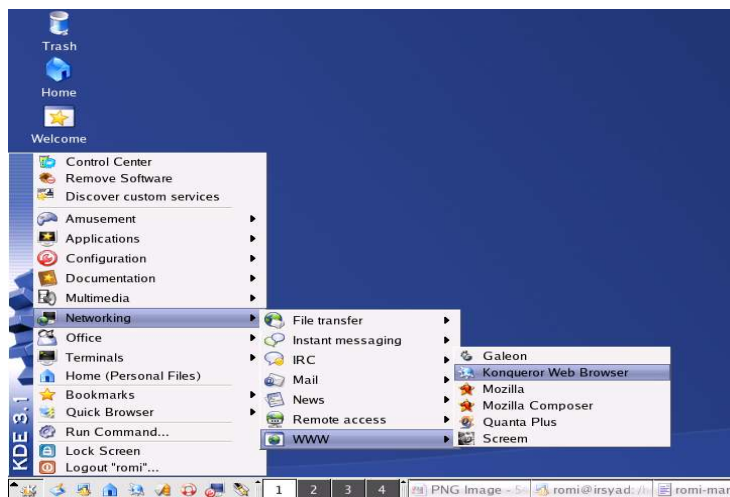 Trash
Home
Welcome
Control Center
Remove Software
Discover custom services
Amusement
Applications
Configuration
Documentation
Multimedia
Networking
Office
Terminals
Home (Personal Files)
Bookmarks
Quick Browser
Run Command...
Lock Screen
Logout "romi"...
KDE 3.1
File transfer
Instant messaging
IRC
Mail
News
Remote access
WWW
Galeon
Konqueror Web Browser
Mozilla
Mozilla Composer
Quanta Plus
Screem
1 2 3 4 PNG Image - romi@irsyad: romi-mar